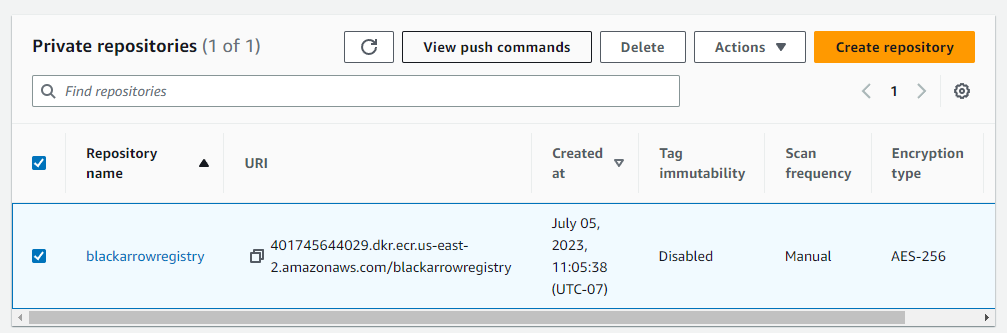 Private repositories (1 of 1)
View push commands
Delete
Actions
Create repository
Find repositories
1
Repository name
URI
Created at
Tag immutability
Scan frequency
Encryption type
blackarrowregistry
401745644029.dkr.ecr.us-east-
2.amazonaws.com/blackarrowregistry
July 05,
2023,
11:05:38
(UTC-07)
Disabled
Manual
AES-256